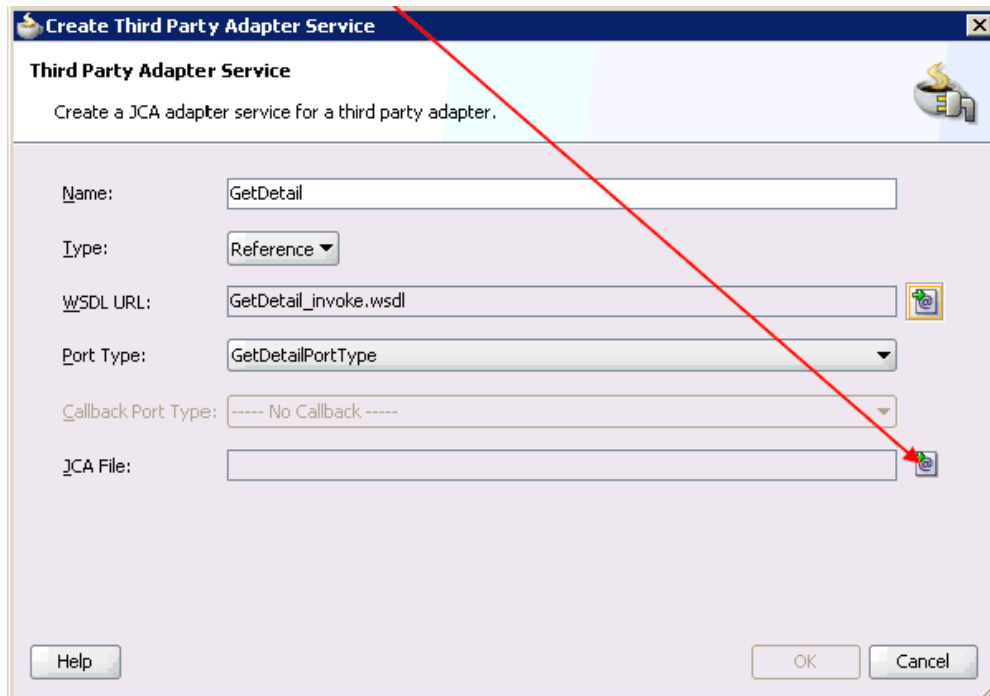 Create Third Party Adapter Service
Third Party Adapter Service
Create a JCA adapter service for a third party adapter.
Name: GetDetail
Type: Reference
WSDL URL: GetDetail_invoke.wsdl
Port Type: GetDetailPortType
Callback Port Type: ----- No Callback -----
JCA File:
Help OK Cancel